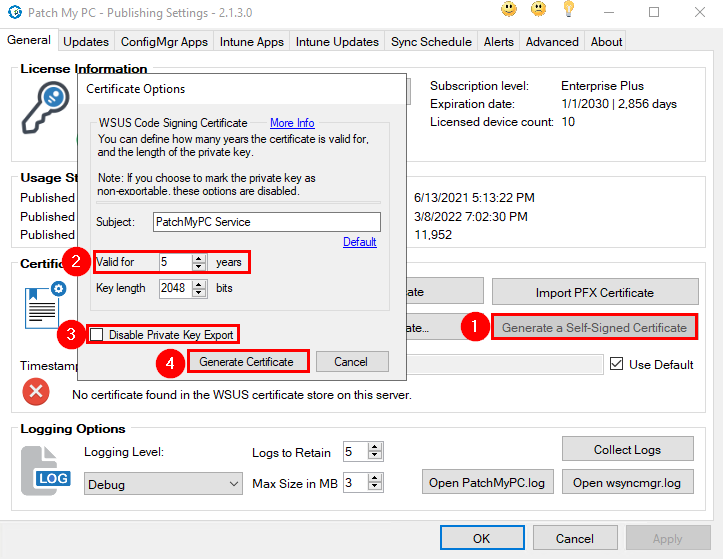 Patch My PC - Publishing Settings - 2.1.3.0
General Updates ConfigMgr Apps Intune Apps Intune Updates Sync Schedule Alerts Advanced About
License Information
Subscription level: Enterprise Plus
Expiration date: 1/1/2030 | 2,856 days
Licensed device count: 10
Usage St
Published 6/13/2021 5:13:22 PM
Published 3/8/2022 7:02:30 PM
Published 11,952
Certific
Import PFX Certificate
1 Generate a Self-Signed Certificate
Timestamp
Use Default
No certificate found in the WSUS certificate store on this server.
Certificate Options
WSUS Code Signing Certificate More Info
You can define how many years the certificate is valid for,
and the length of the private key.
Note: If you choose to mark the private key as
non-exportable. these options are disabled.
Subject: PatchMyPC Service
Default
2 Valid for 5 years
Key length 2048 bits
3 Disable Private Key Export
4 Generate Certificate Cancel
Logging Options
Logging Level: Logs to Retain 5 Collect Logs
LOG
Debug Max Size in MB 3 Open PatchMyPC.log Open wsyncmgr.log
OK Cancel Apply